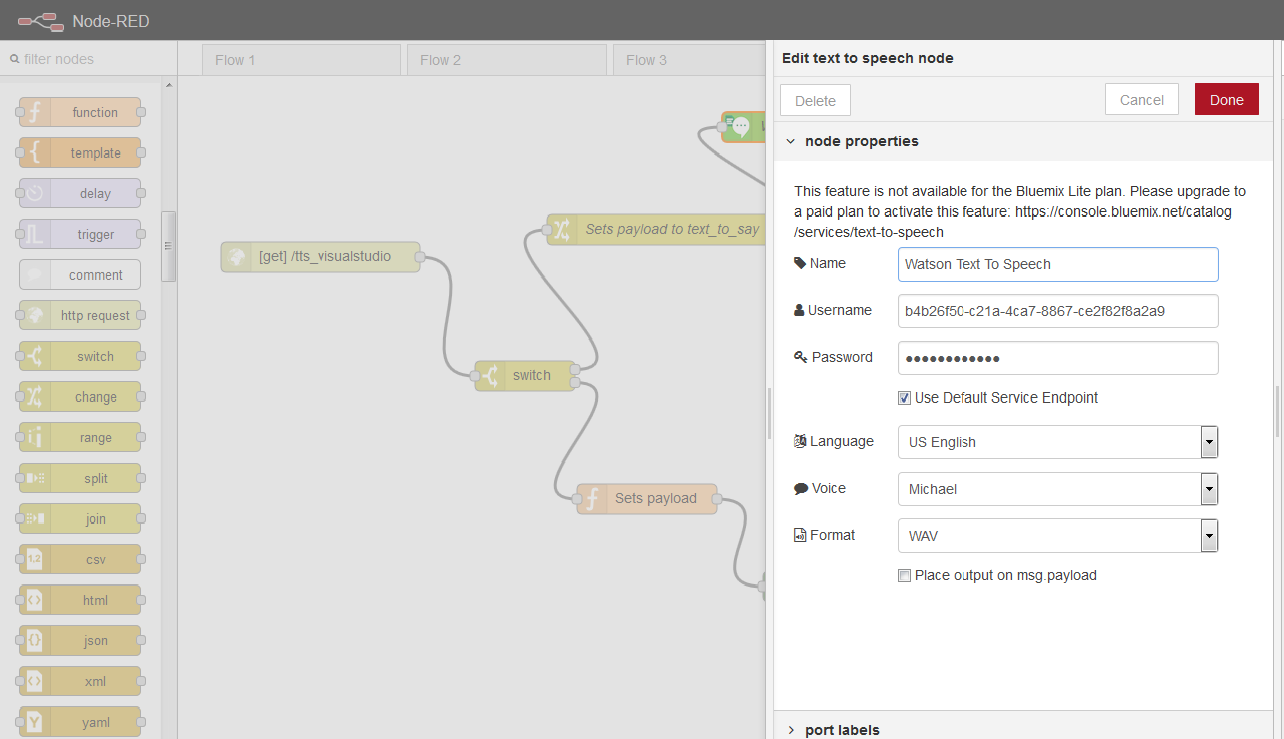 Node-RED
filter nodes
function
template
delay
trigger
comment
http request
switch
change
range
split
join
csv
html
json
xml
yaml
Flow 1
Flow 2
Flow 3
[get] /tts_visualstudio
Sets payload to text_to_say
switch
Sets payload
Edit text to speech node
Delete
Cancel
Done
node properties
This feature is not available for the Bluemix Lite plan. Please upgrade to
a paid plan to activate this feature: https://console.bluemix.net/catalog
/services/text-to-speech
Name
Watson Text To Speech
Username
b4b26f50-c21a-4ca7-8867-ce2f82f8a2a9
Password
●●●●●●●●●●●●
Use Default Service Endpoint
Language
US English
Voice
Michael
Format
WAV
Place output on msg.payload
port labels